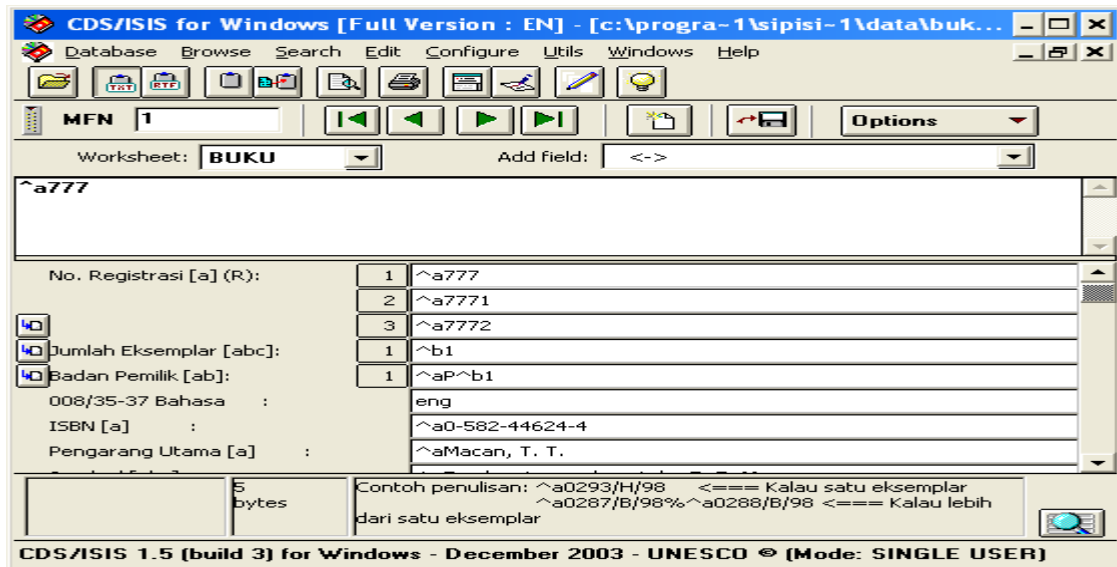 CDS/ISIS for Windows [Full Version : EN] - [c:\progra~1\sipisi~1\data\buk...
Database Browse Search Edit Configure Utils Windows Help
TXT RTF
MFN 1 Options
Worksheet: BUKU Add field: <->
^a777
No. Registrasi [a] (R): 1 ^a777
2 ^a7771
3 ^a7772
Jumlah Eksemplar [abc]: 1 ^b1
Badan Pemilik [ab]: 1 ^aP^b1
008/35-37 Bahasa : eng
ISBN [a] : ^a0-582-44624-4
Pengarang Utama [a] : ^aMacan, T. T.
5 bytes
Contoh penulisan: ^a0293/H/98 <=== Kalau satu eksemplar
^a0287/B/98%^a0288/B/98 <=== Kalau lebih
dari satu eksemplar
CDS/ISIS 1.5 (build 3) for Windows - December 2003 - UNESCO © (Mode: SINGLE USER)